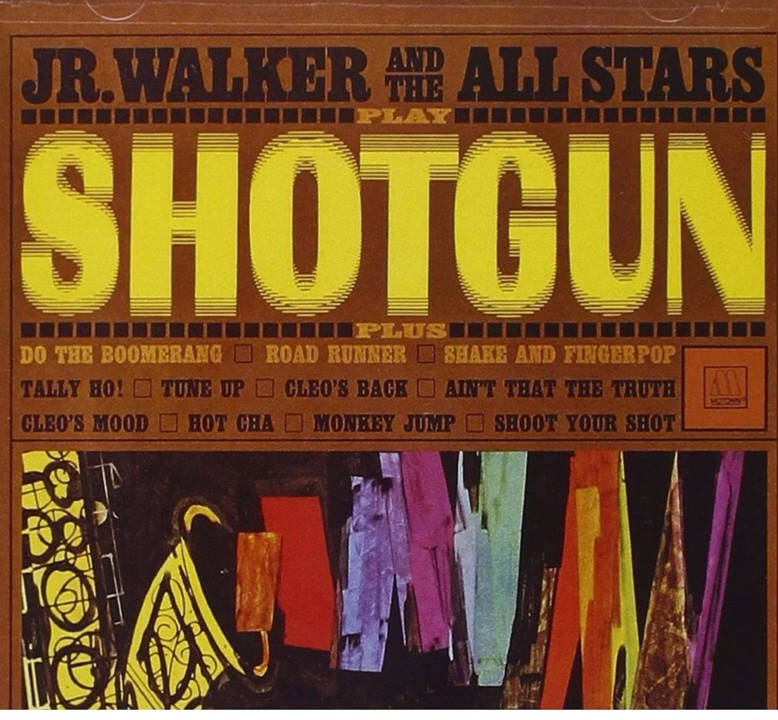 JR. WALKER AND THE ALL STARS
PLAY
SHOTGUN
PLUS
DO THE BOOMERANG □ ROAD RUNNER □ SHAKE AND FINGERPOP
TALLY HO! □ TUNE UP □ CLEO'S BACK □ AIN'T THAT THE TRUTH
CLEO'S MOOD □ HOT CHA □ MONKEY JUMP □ SHOOT YOUR SHOT
MOTOWN